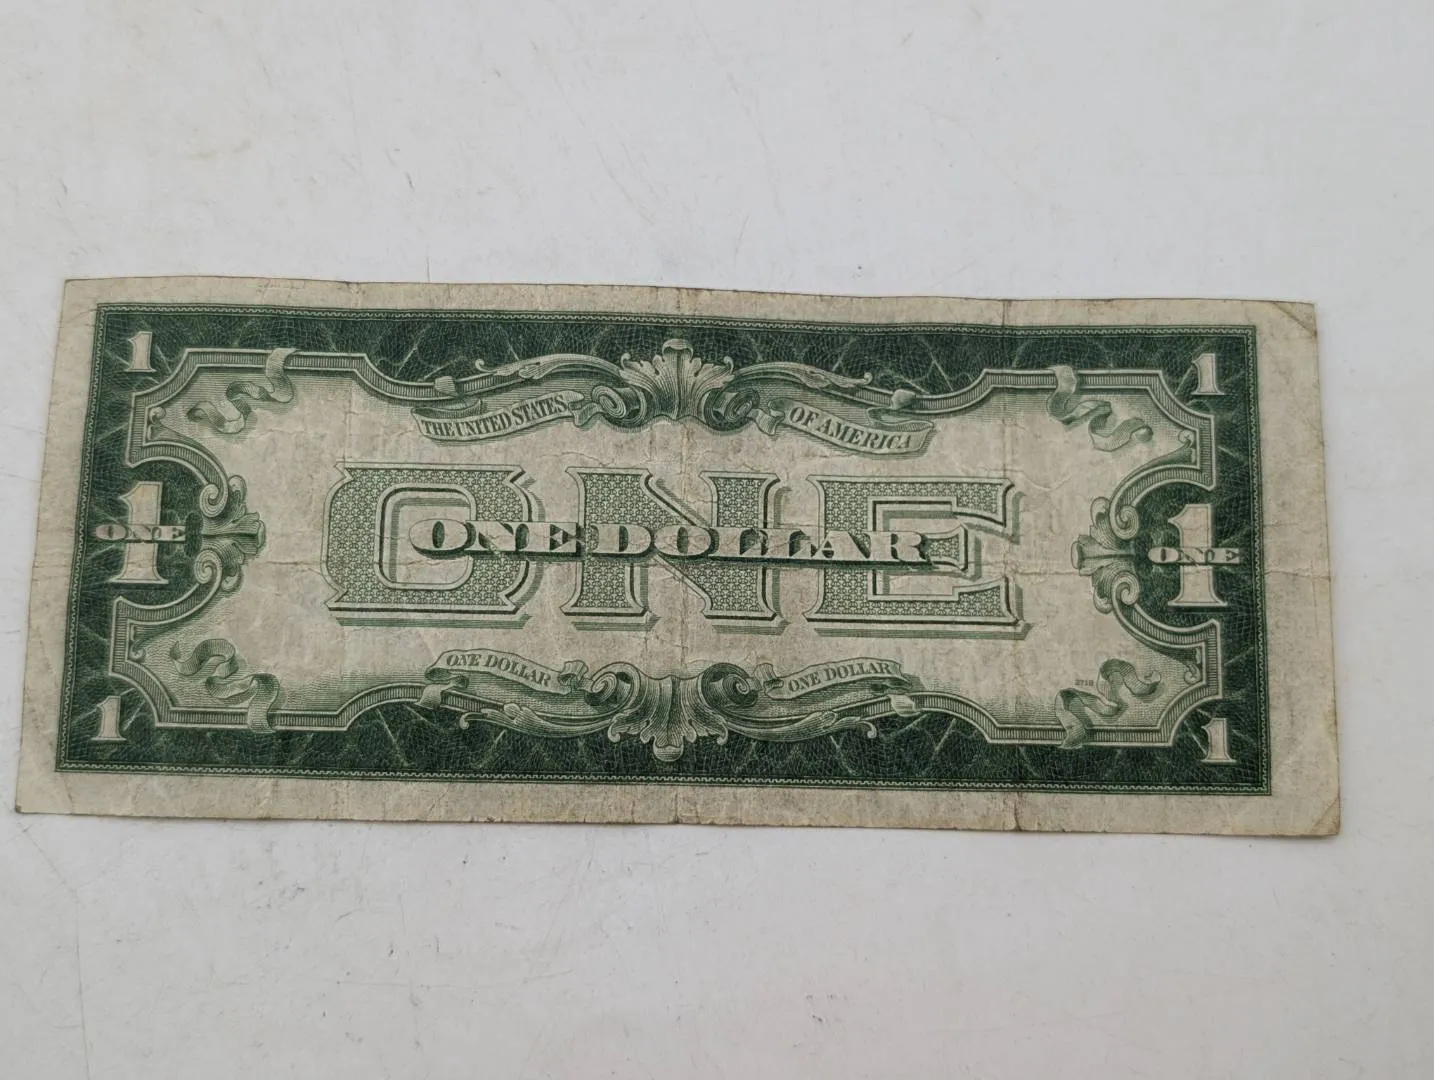 1 1
THE UNITED STATES OF AMERICA
ONE
1 ONE ONE DOLLAR 1 ONE
ONE DOLLAR ONE DOLLAR
1 1